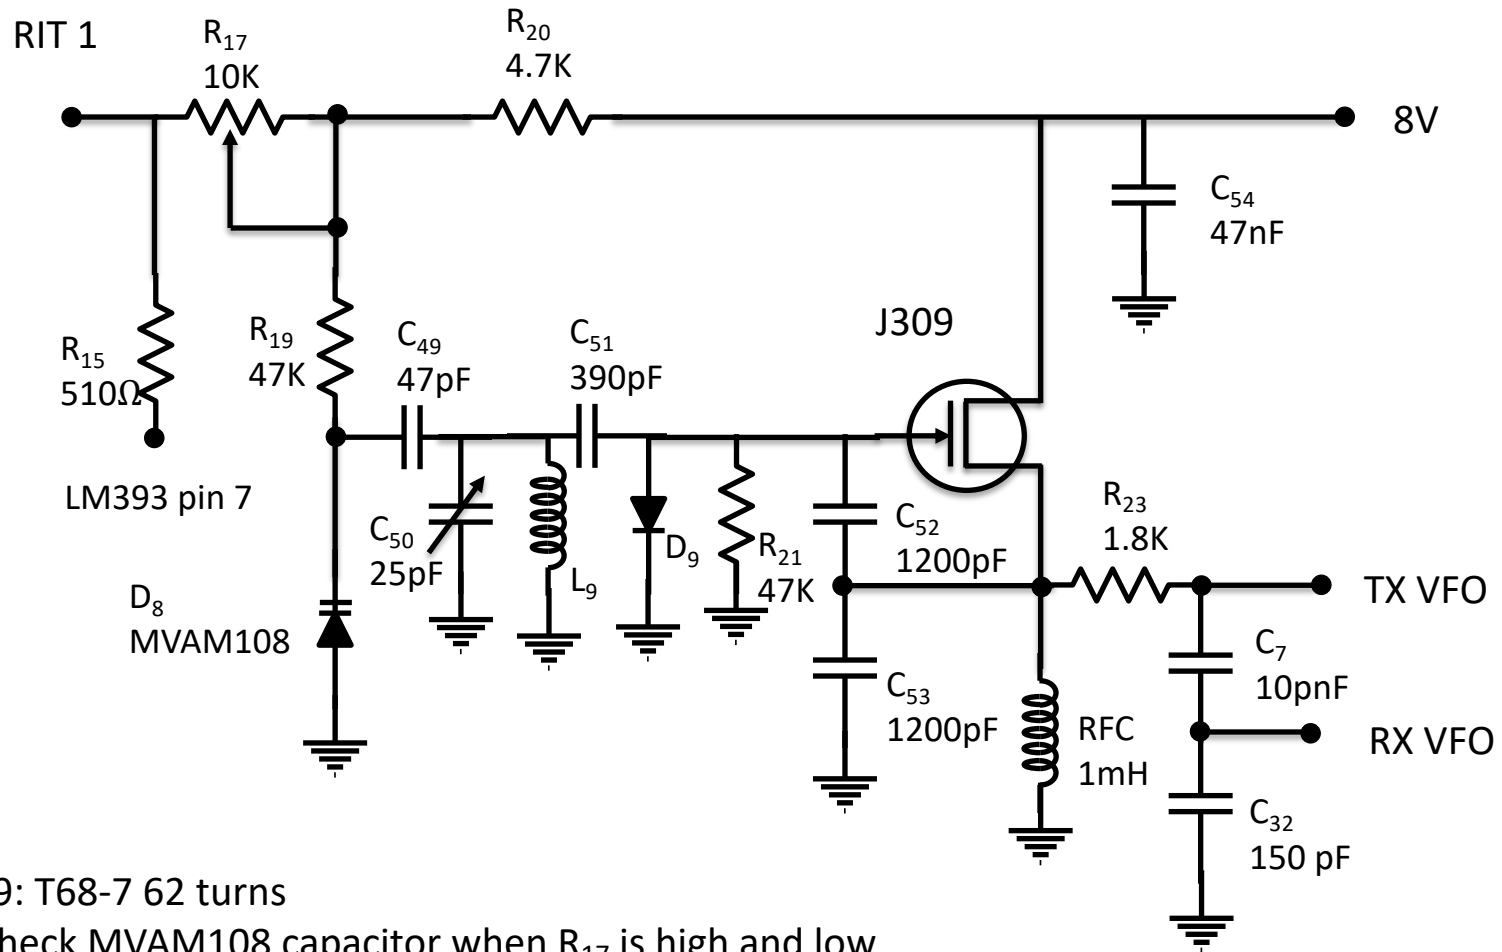 RIT 1
R17
10K
R20
4.7K
8V
C54
47nF
J309
R15
510Ω
R19
47K
C49
47pF
C51
390pF
LM393 pin 7
C50
25pF
L9
D9
R21
47K
C52
1200pF
R23
1.8K
TX VFO
D8
MVAM108
C53
1200pF
RFC
1mH
C7
10pnF
RX VFO
C32
150 pF
9: T68-7 62 turns
heck MVAM108 capacitor when R17 is high and low